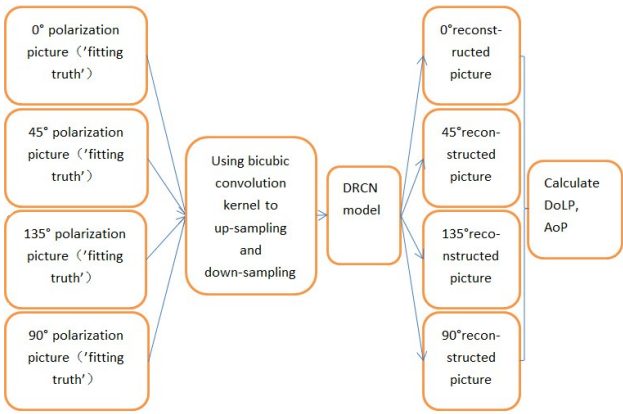 0° polarization
picture（’fitting
truth’）
45° polarization
picture（’fitting
truth’）
135° polarization
picture（’fitting
truth’）
90° polarization
picture（’fitting
truth’）
Using bicubic
convolution
kernel to
up-sampling
and
down-sampling
DRCN
model
0°reconst-
ructed
picture
45°recon-
structed
picture
135°reco-
nstructed
picture
90°recon-
structed
picture
Calculate
DoLP,
AoP